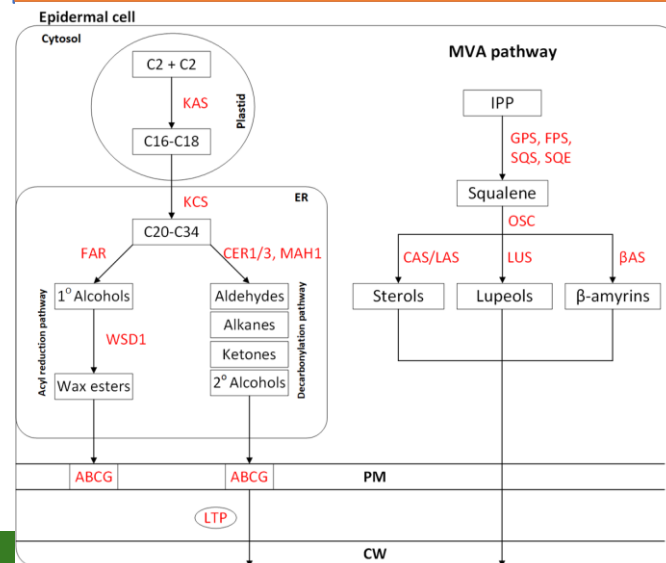 Epidermal cell
Cytosol
C2 + C2
KAS
Plastid
C16-C18
KCS
ER
C20-C34
FAR
CER1/3, MAH1
Acyl reduction pathway
1° Alcohols
WSD1
Wax esters
Aldehydes
Alkanes
Ketones
2° Alcohols
Decarbonylation pathway
MVA pathway
IPP
GPS, FPS,
SQS, SQE
Squalene
OSC
CAS/LAS
LUS
βAS
Sterols
Lupeols
β-amyrins
ABCG
ABCG
PM
LTP
CW